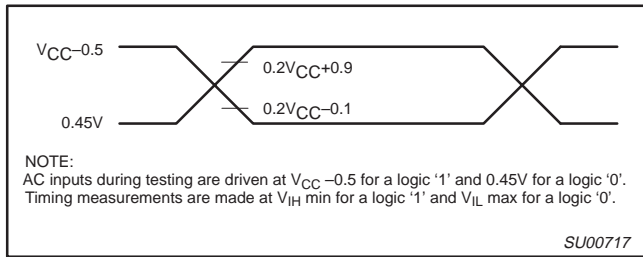 VCC–0.5
0.2VCC+0.9
0.2VCC–0.1
0.45V
NOTE:
AC inputs during testing are driven at VCC –0.5 for a logic ‘1’ and 0.45V for a logic ‘0’.
Timing measurements are made at VIH min for a logic ‘1’ and VIL max for a logic ‘0’.
SU00717